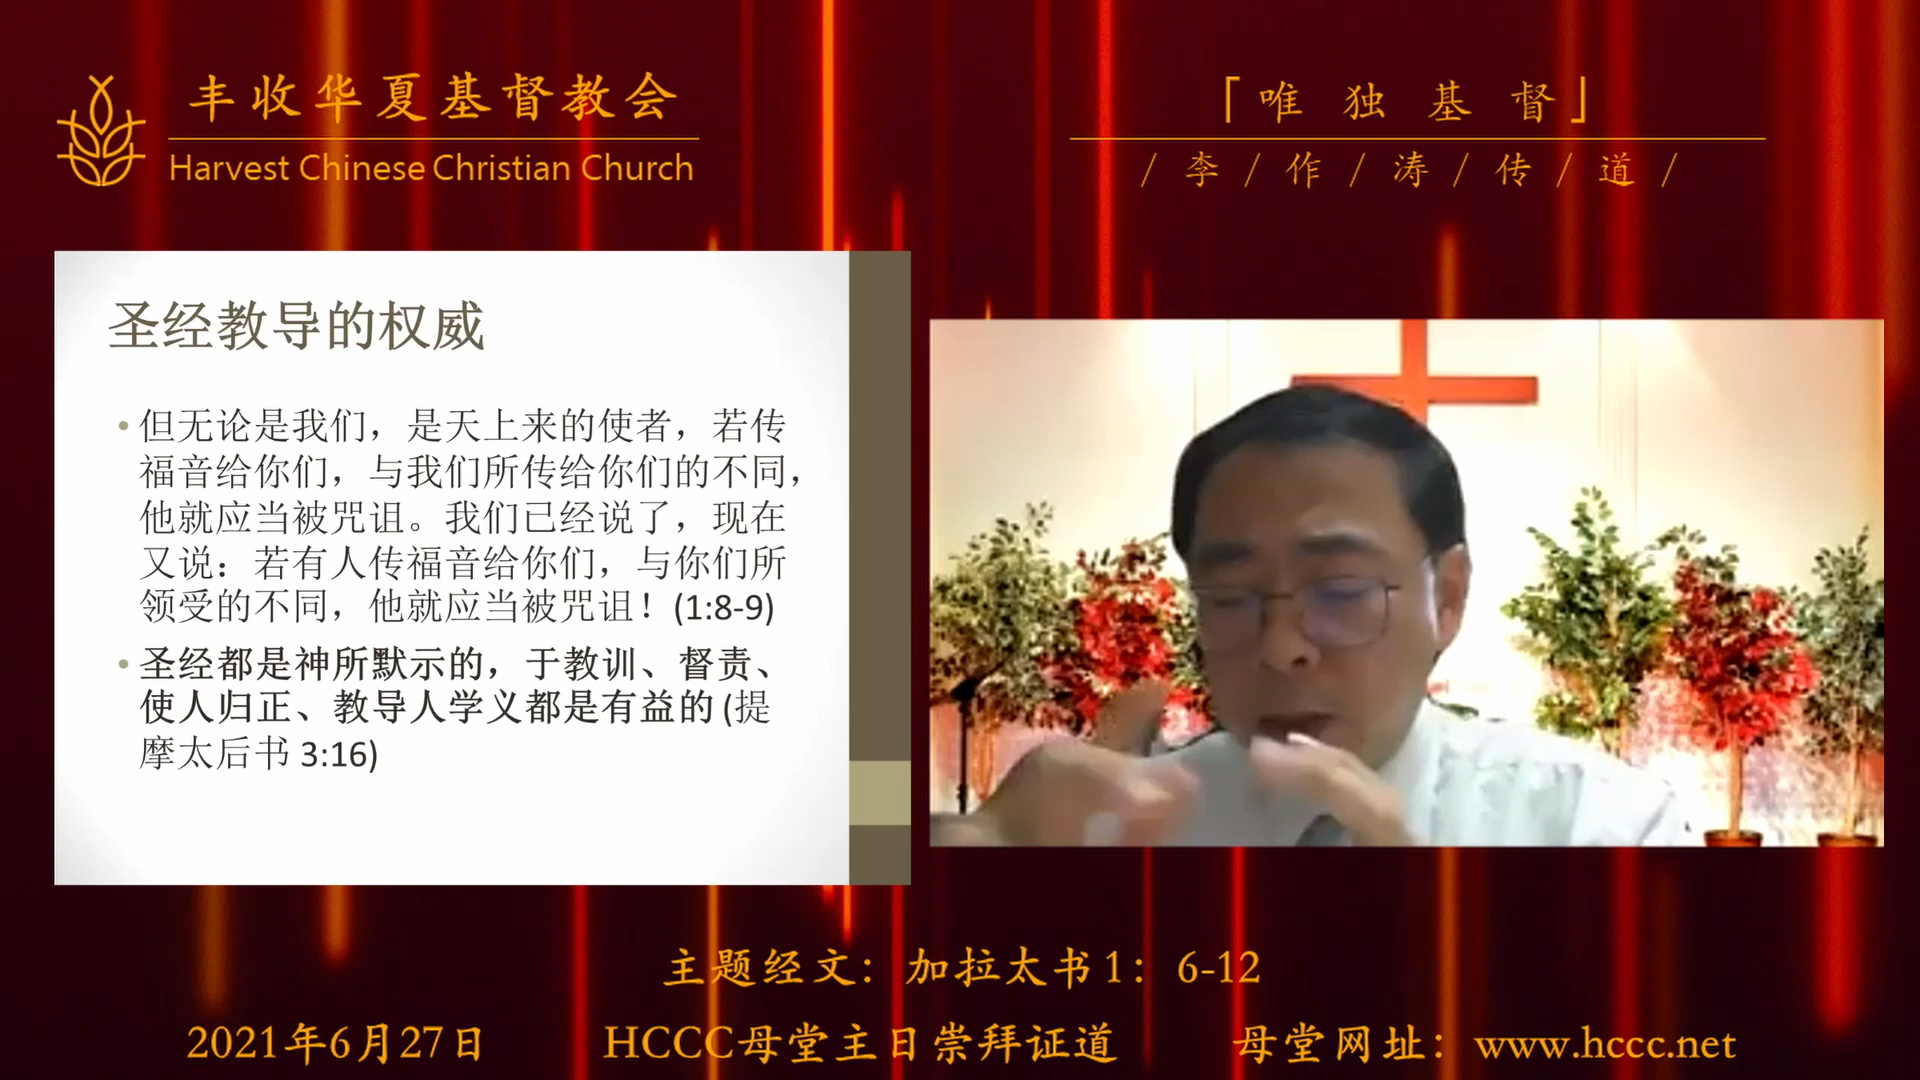 丰收华夏基督教会
Harvest Chinese Christian Church
「唯独基督」
/ 李 / 作 / 涛 / 传 / 道 /
圣经教导的权威
•但无论是我们，是天上来的使者，若传
福音给你们，与我们所传给你们的不同，
他就应当被咒诅。我们已经说了，现在
又说：若有人传福音给你们，与你们所
领受的不同，他就应当被咒诅！(1:8-9)
•圣经都是神所默示的，于教训、督责、
使人归正、教导人学义都是有益的 (提
摩太后书 3:16)
主题经文：加拉太书1：6-12
2021年6月27日 HCCC母堂主日崇拜证道 母堂网址：www.hccc.net